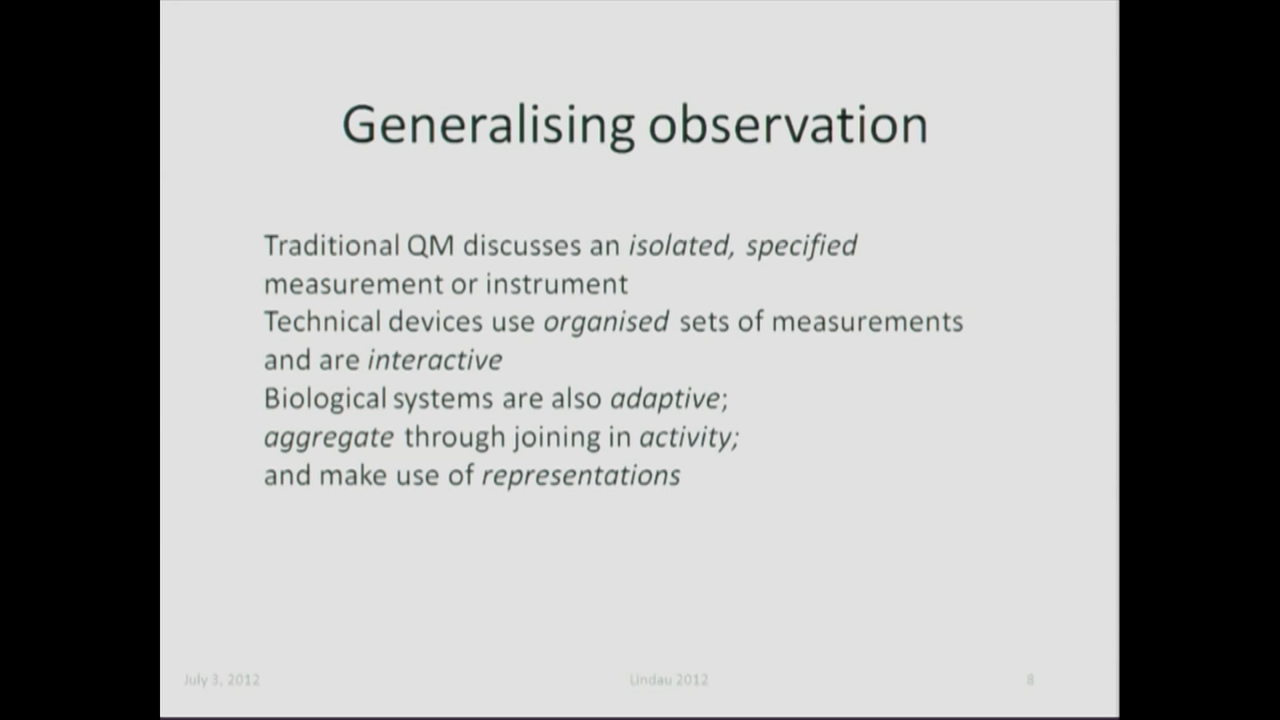 Generalising observation
Traditional QM discusses an isolated, specified
measurement or instrument
Technical devices use organised sets of measurements
and are interactive
Biological systems are also adaptive;
aggregate through joining in activity;
and make use of representations
July 3, 2012
Lindau 2012
8